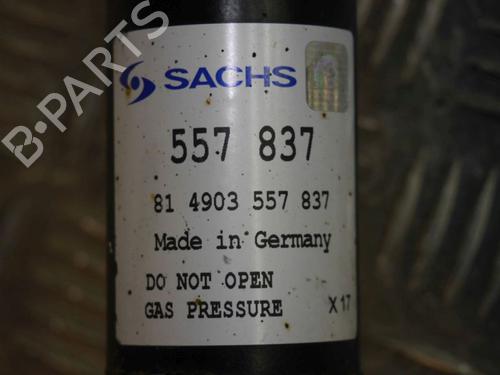 SACHS
557 837
81 4903 557 837
Made in Germany
DO NOT OPEN
GAS PRESSURE X17
B-PARTS